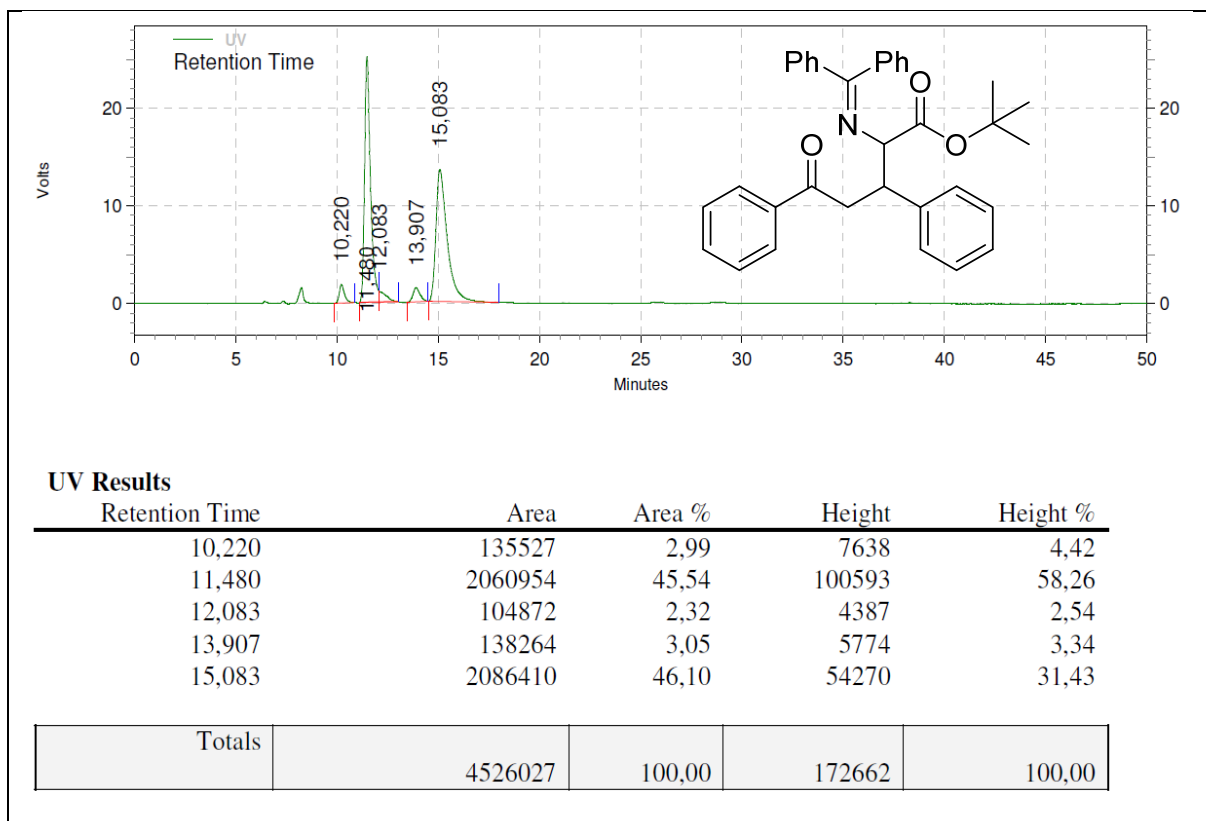 UV
Retention Time
Volts
20
10
0
20
10
0
10,220
11,480
12,083
13,907
15,083
Ph Ph
O
N
O
O
0 5 10 15 20 25 30 35 40 45 50
Minutes
UV Results
Retention Time Area Area % Height Height %
10,220 135527 2,99 7638 4,42
11,480 2060954 45,54 100593 58,26
12,083 104872 2,32 4387 2,54
13,907 138264 3,05 5774 3,34
15,083 2086410 46,10 54270 31,43
Totals
4526027 100,00 172662 100,00